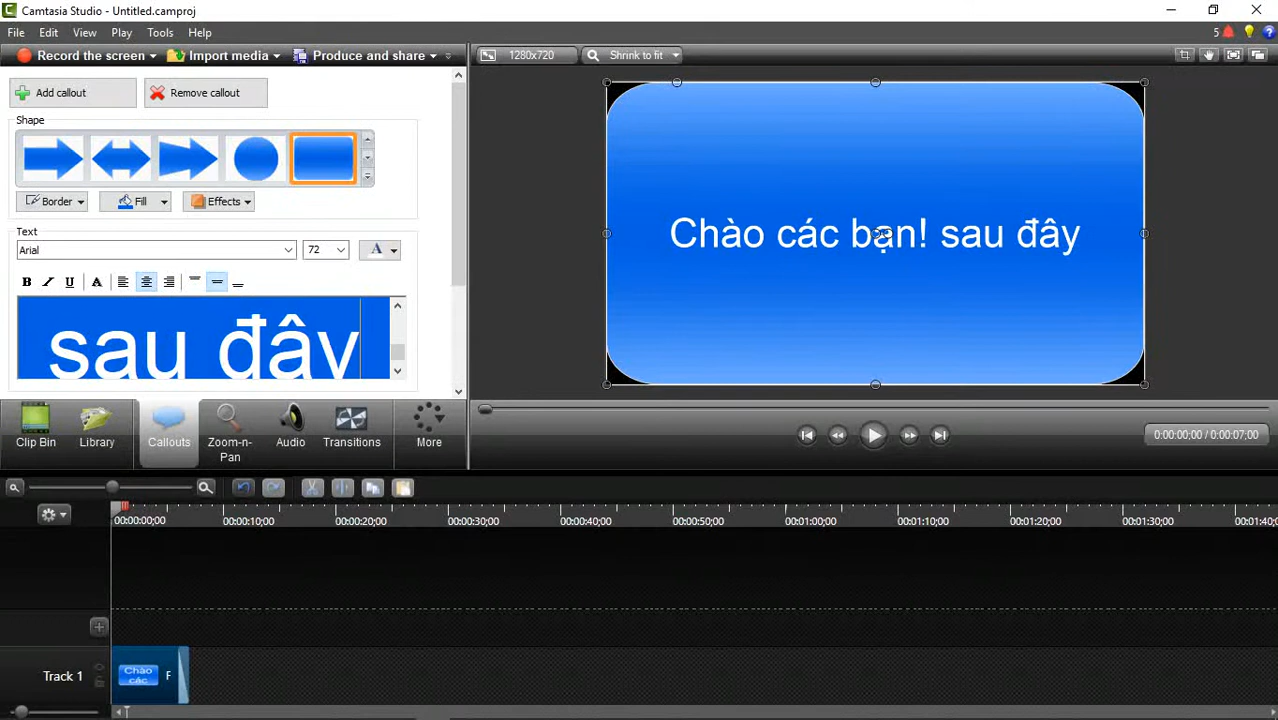 Camtasia Studio - Untitled.camproj
File Edit View Play Tools Help
Record the screen Import media Produce and share
1280x720 Shrink to fit 5
Add callout Remove callout
Shape
Border Fill Effects
Text
Arial 72 A
B I U A
sau đây
Chào các bạn! sau đây
Clip Bin Library Callouts Zoom-n-Pan Audio Transitions More
0:00:00;00 / 0:00:07;00
00:00:00;00 00:00:10;00 00:00:20;00 00:00:30;00 00:00:40;00 00:00:50;00 00:01:00;00 00:01:10;00 00:01:20;00 00:01:30;00 00:01:40;0
Track 1 Chào các F